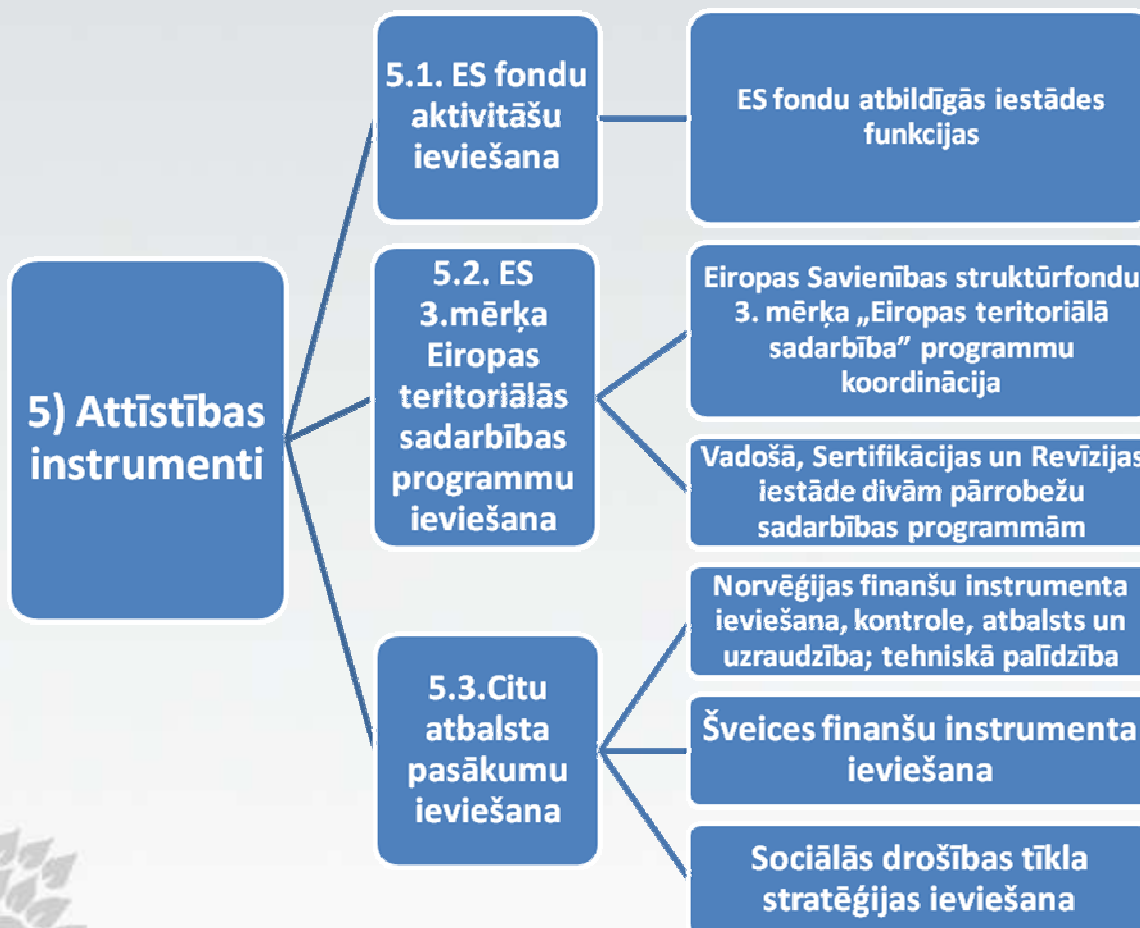 5) Attīstības
instrumenti
5.1. ES fondu
aktivitāšu
ieviešana
ES fondu atbildīgās iestādes
funkcijas
5.2. ES
3.mērķa
Eiropas
teritoriālās
sadarbības
programmu
ieviešana
Eiropas Savienības struktūrfondu
3. mērķa „Eiropas teritoriālā
sadarbība” programmu
koordinācija
Vadošā, Sertifikācijas un Revīzijas
iestāde divām pārrobežu
sadarbības programmām
5.3.Citu
atbalsta
pasākumu
ieviešana
Norvēģijas finanšu instrumenta
ieviešana, kontrole, atbalsts un
uzraudzība; tehniskā palīdzība
Šveices finanšu instrumenta
ieviešana
Sociālās drošības tīkla
stratēģijas ieviešana